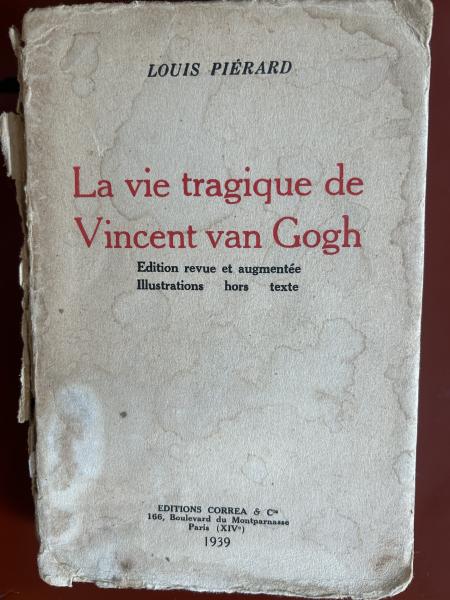 LOUIS PIÉRARD
La vie tragique de
Vincent van Gogh
Edition revue et augmentée
Illustrations hors texte
EDITIONS CORREA & Cie
166, Boulevard du Montparnasse
Paris (XIVe)
1939